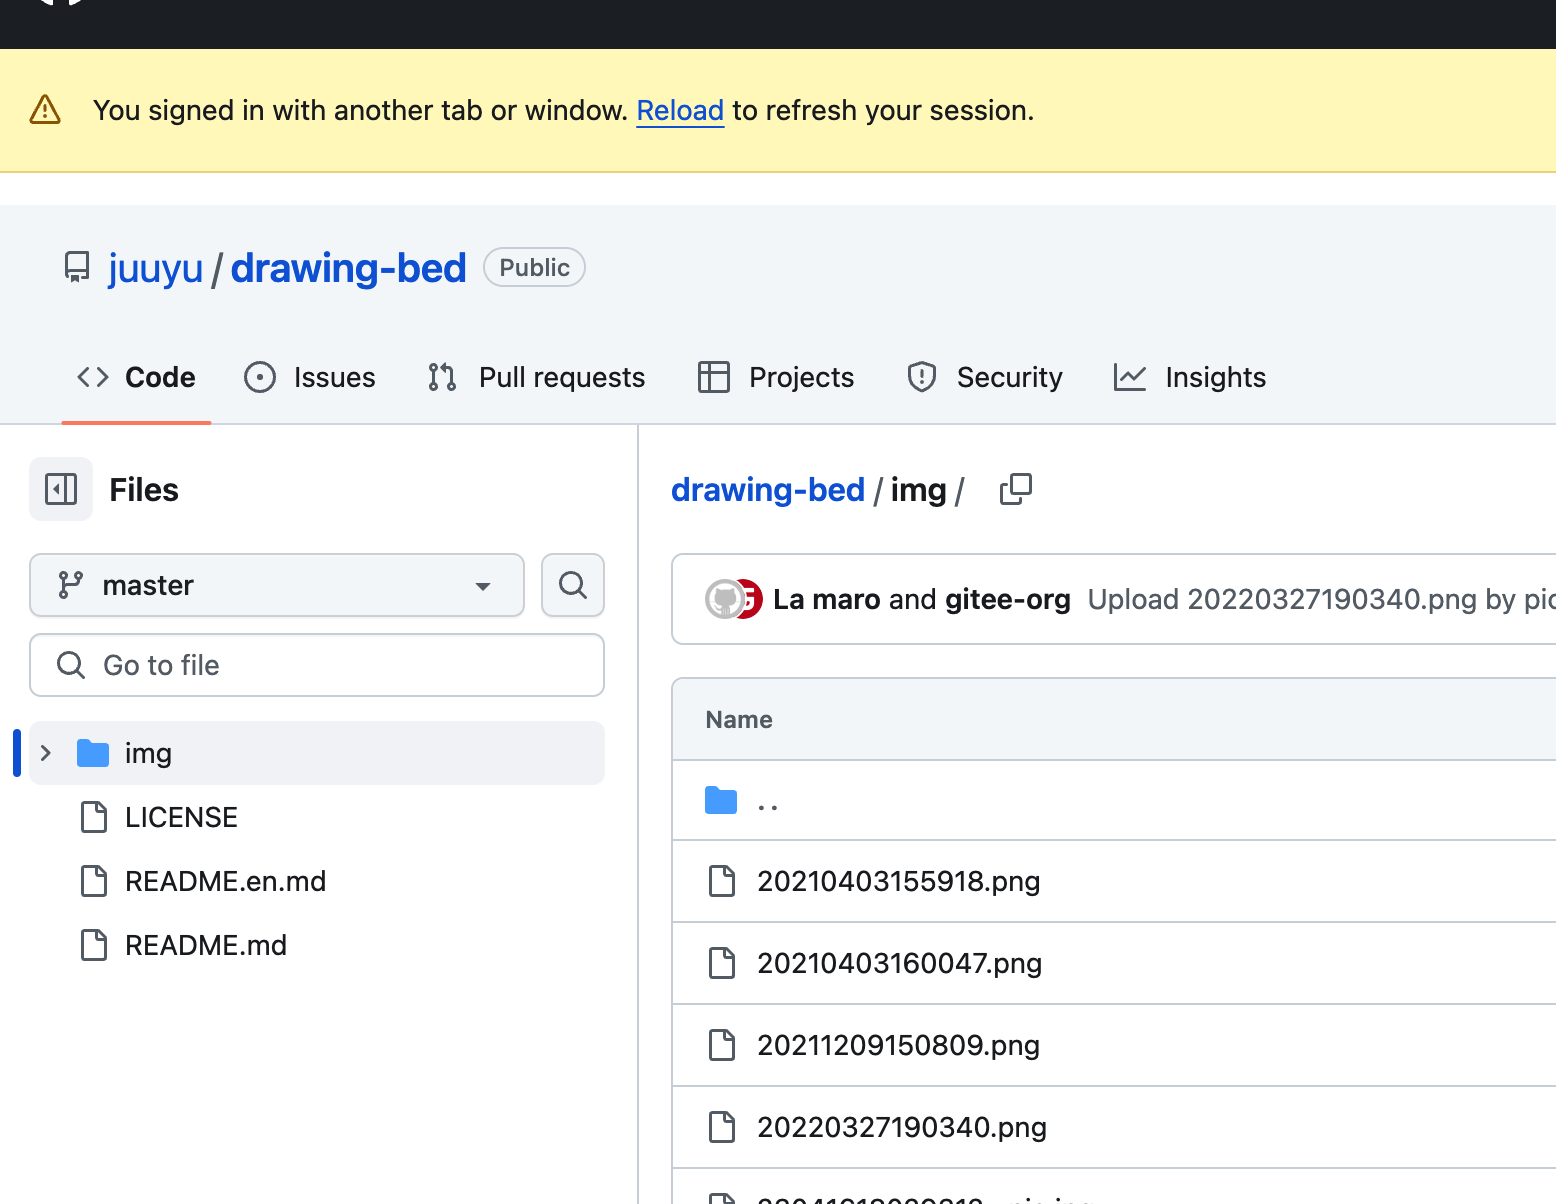 You signed in with another tab or window. Reload to refresh your session.
juuyu / drawing-bed Public
Code Issues Pull requests Projects Security Insights
Files
master
Go to file
img
LICENSE
README.en.md
README.md
drawing-bed / img /
La maro and gitee-org Upload 20220327190340.png by
Name
..
20210403155918.png
20210403160047.png
20211209150809.png
20220327190340.png